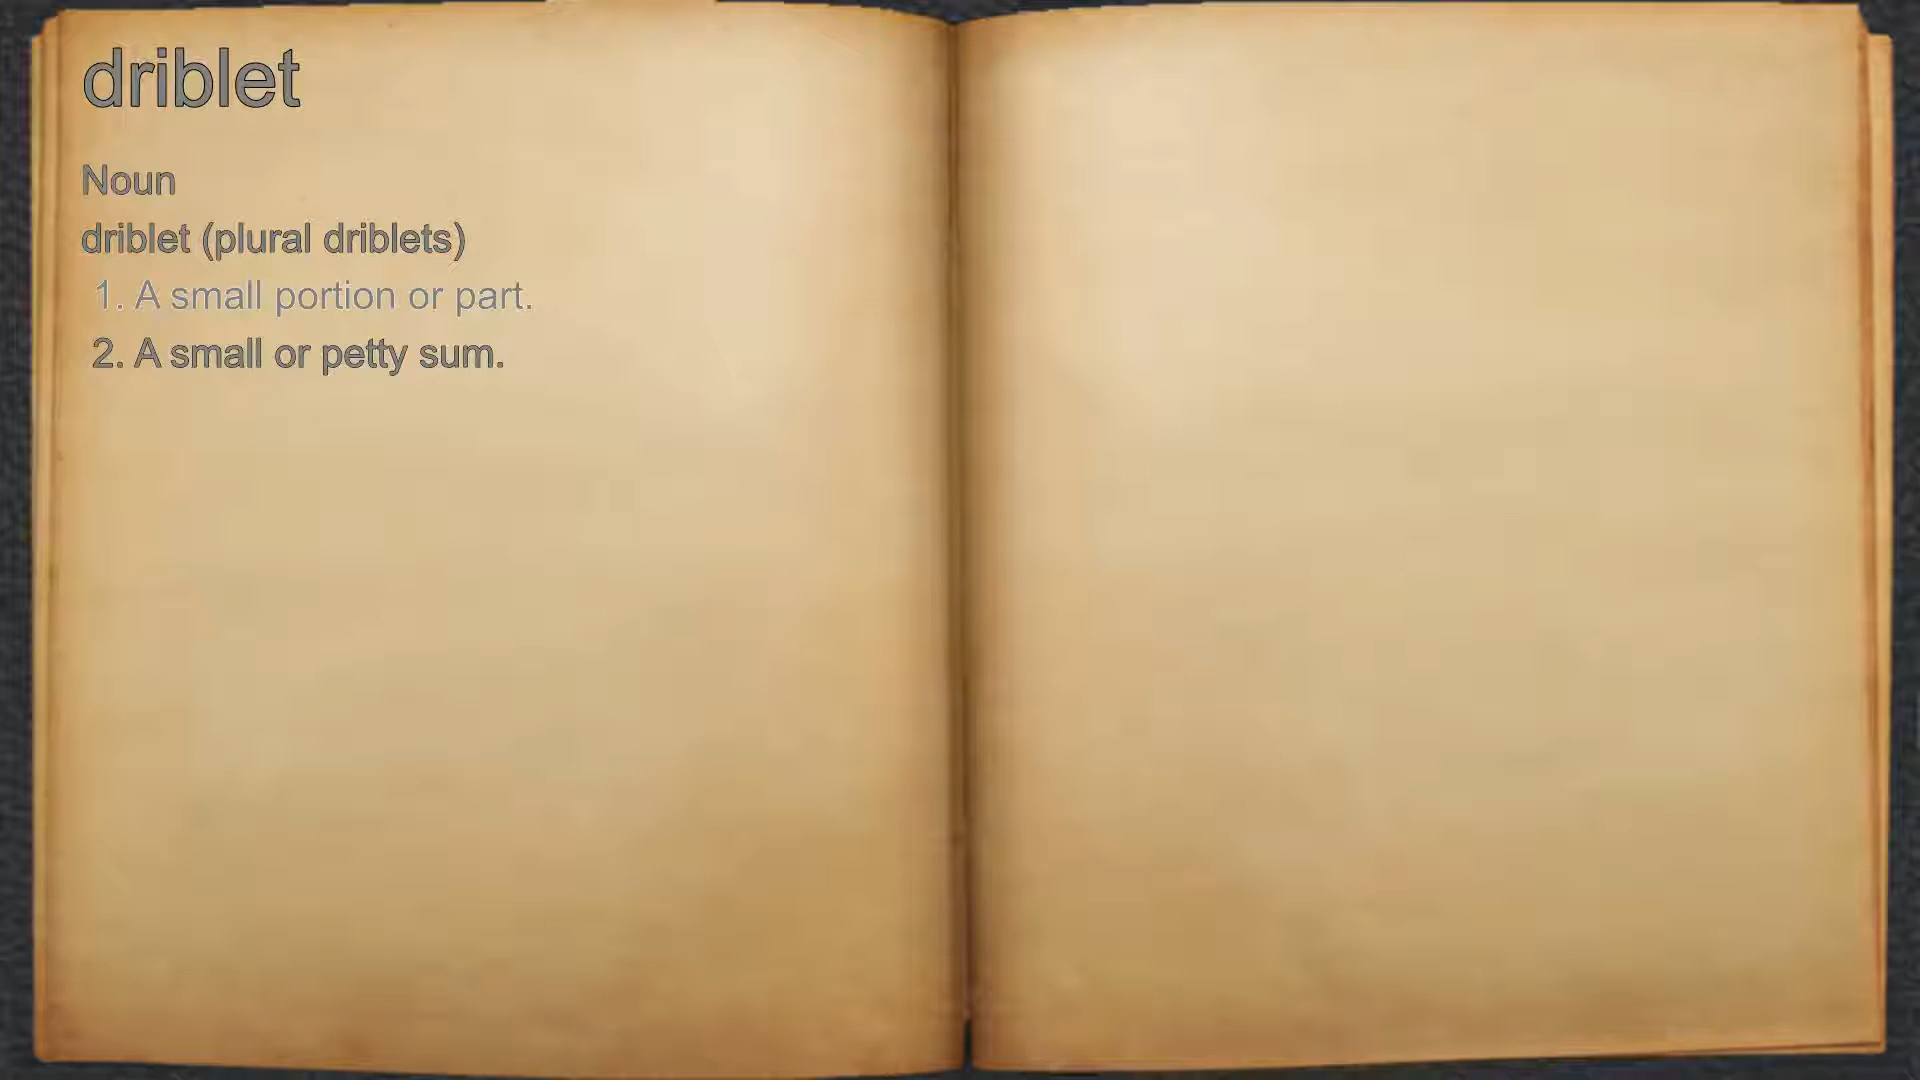 driblet
Noun
driblet (plural driblets)
1. A small portion or part.
2. A small or petty sum.